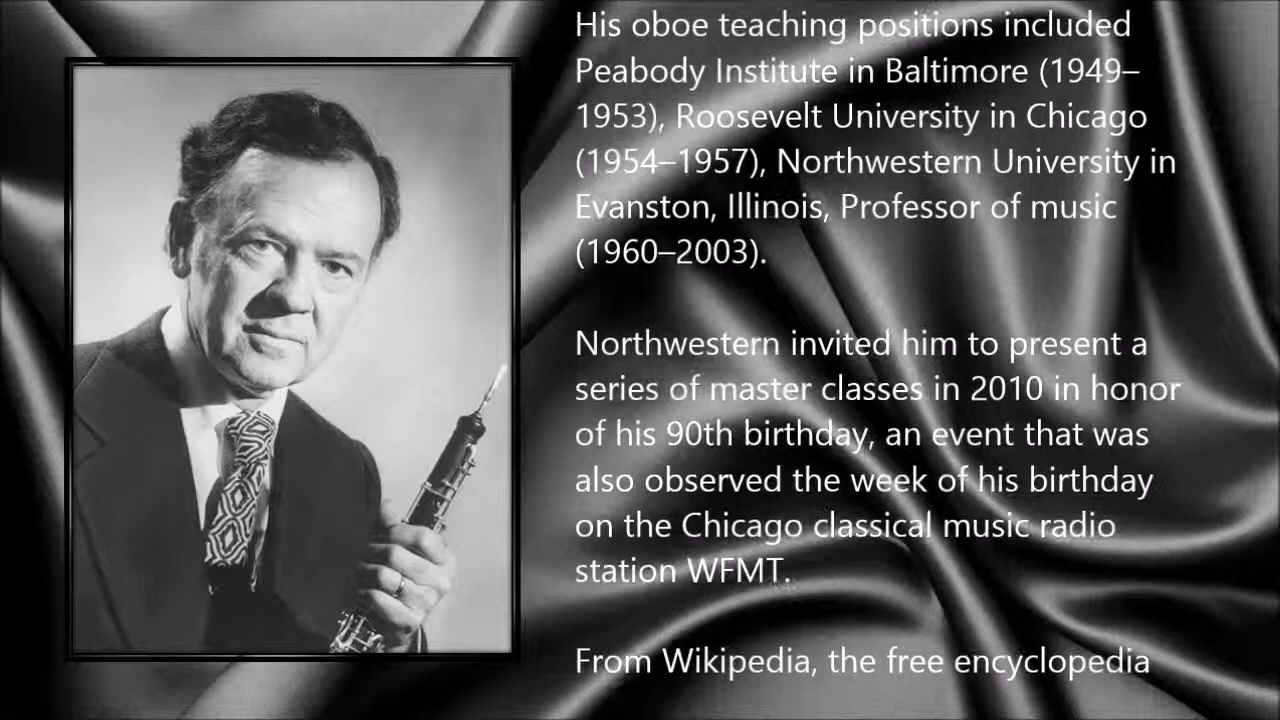 His oboe teaching positions included
Peabody Institute in Baltimore (1949–
1953), Roosevelt University in Chicago
(1954–1957), Northwestern University in
Evanston, Illinois, Professor of music
(1960–2003).
Northwestern invited him to present a
series of master classes in 2010 in honor
of his 90th birthday, an event that was
also observed the week of his birthday
on the Chicago classical music radio
station WFMT.
From Wikipedia, the free encyclopedia